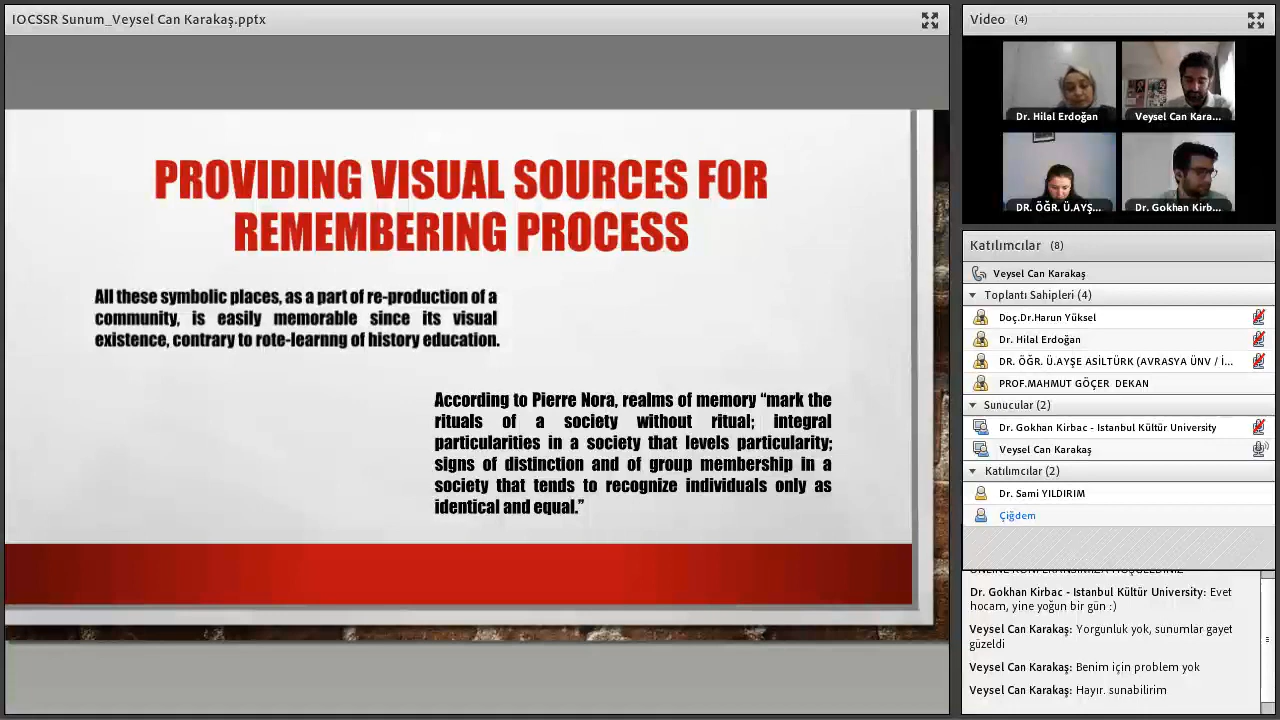 IOCSSR Sunum_Veysel Can Karakaş.pptx
PROVIDING VISUAL SOURCES FOR
REMEMBERING PROCESS
All these symbolic places, as a part of re-production of a
community, is easily memorable since its visual
existence, contrary to rote-learnng of history education.
According to Pierre Nora, realms of memory “mark the
rituals of a society without ritual; integral
particularities in a society that levels particularity;
signs of distinction and of group membership in a
society that tends to recognize individuals only as
identical and equal.”
Video (4)
Dr. Hilal Erdoğan
Veysel Can Kara...
DR. ÖĞR. Ü.AYŞ...
Dr. Gokhan Kirb...
Katılımcılar (8)
Veysel Can Karakaş
Toplantı Sahipleri (4)
Doç.Dr.Harun Yüksel
Dr. Hilal Erdoğan
DR. ÖĞR. Ü.AYŞE ASİLTÜRK (AVRASYA ÜNV / İ...
PROF.MAHMUT GÖÇER DEKAN
Sunucular (2)
Dr. Gokhan Kirbac - Istanbul Kültür University
Veysel Can Karakaş
Katılımcılar (2)
Dr. Sami YILDIRIM
Çiğdem
Dr. Gokhan Kirbac - Istanbul Kültür University: Evet
hocam, yine yoğun bir gün :)
Veysel Can Karakaş: Yorgunluk yok, sunumlar gayet
güzeldi
Veysel Can Karakaş: Benim için problem yok
Veysel Can Karakaş: Hayır. sunabilirim